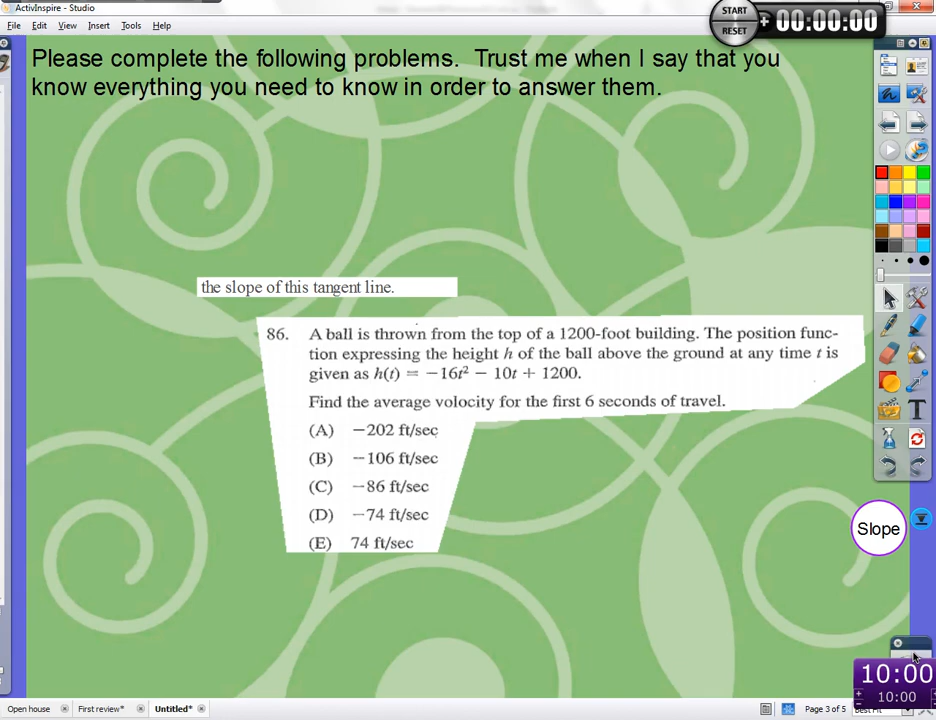 ActivInspire - Studio
File Edit View Insert Tools Help
START
RESET
00:00:00
Please complete the following problems. Trust me when I say that you
know everything you need to know in order to answer them.
the slope of this tangent line.
86. A ball is thrown from the top of a 1200-foot building. The position func-
tion expressing the height h of the ball above the ground at any time t is
given as h(t) = −16t² − 10t + 1200.
Find the average volocity for the first 6 seconds of travel.
(A) −202 ft/sec
(B) −106 ft/sec
(C) −86 ft/sec
(D) −74 ft/sec
(E) 74 ft/sec
Slope
10:00
10:00
Open house First review* Untitled* Page 3 of 5 Best Fit